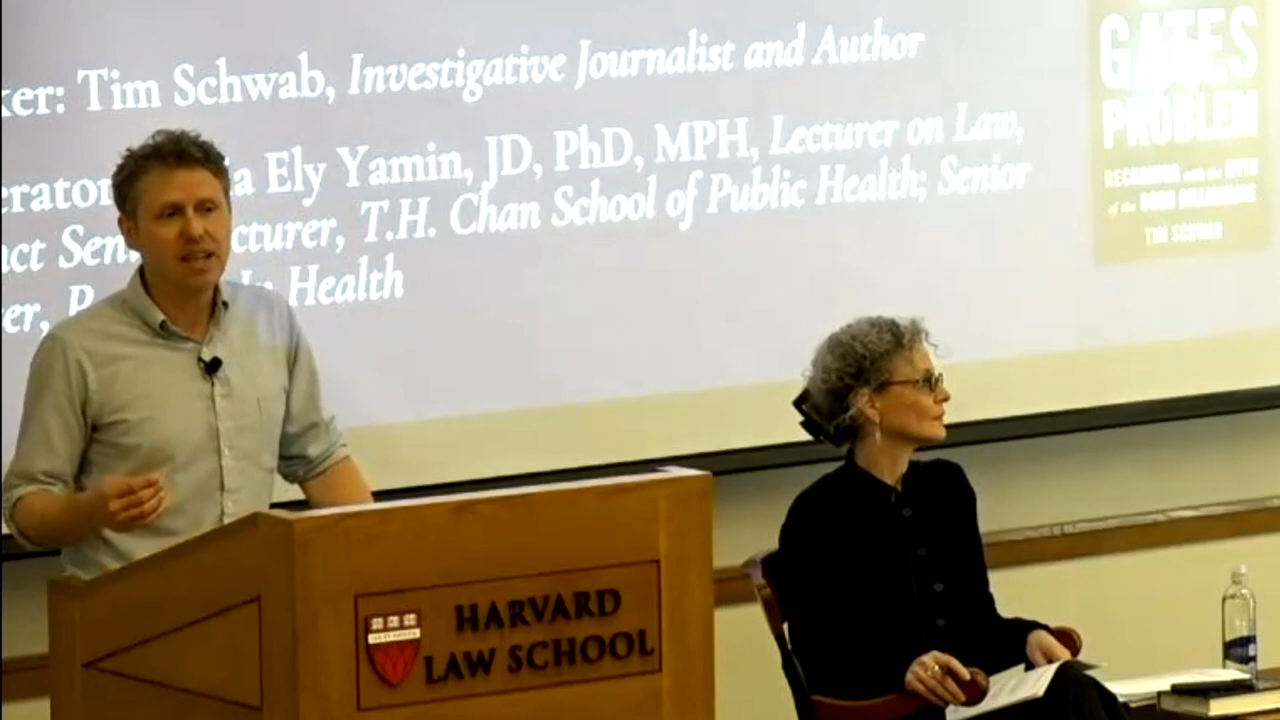 ker: Tim Schwab, Investigative Journalist and Author
erator a Ely Yamin, JD, PhD, MPH, Lecturer on Law,
ct Sen cturer, T.H. Chan School of Public Health; Senior
er, P In Health
GATES
PROBLEM
RECKONING with the MYTH
of the GOOD BILLIONAIRE
TIM SCHWAB
HARVARD
LAW SCHOOL